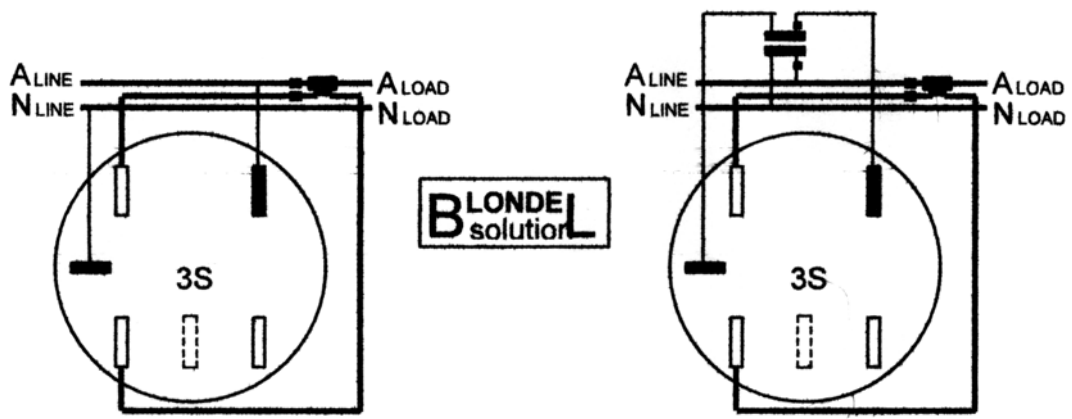 A LINE
A LOAD
N LINE
N LOAD
3S
BLONDEL
solution
A LINE
A LOAD
N LINE
N LOAD
3S